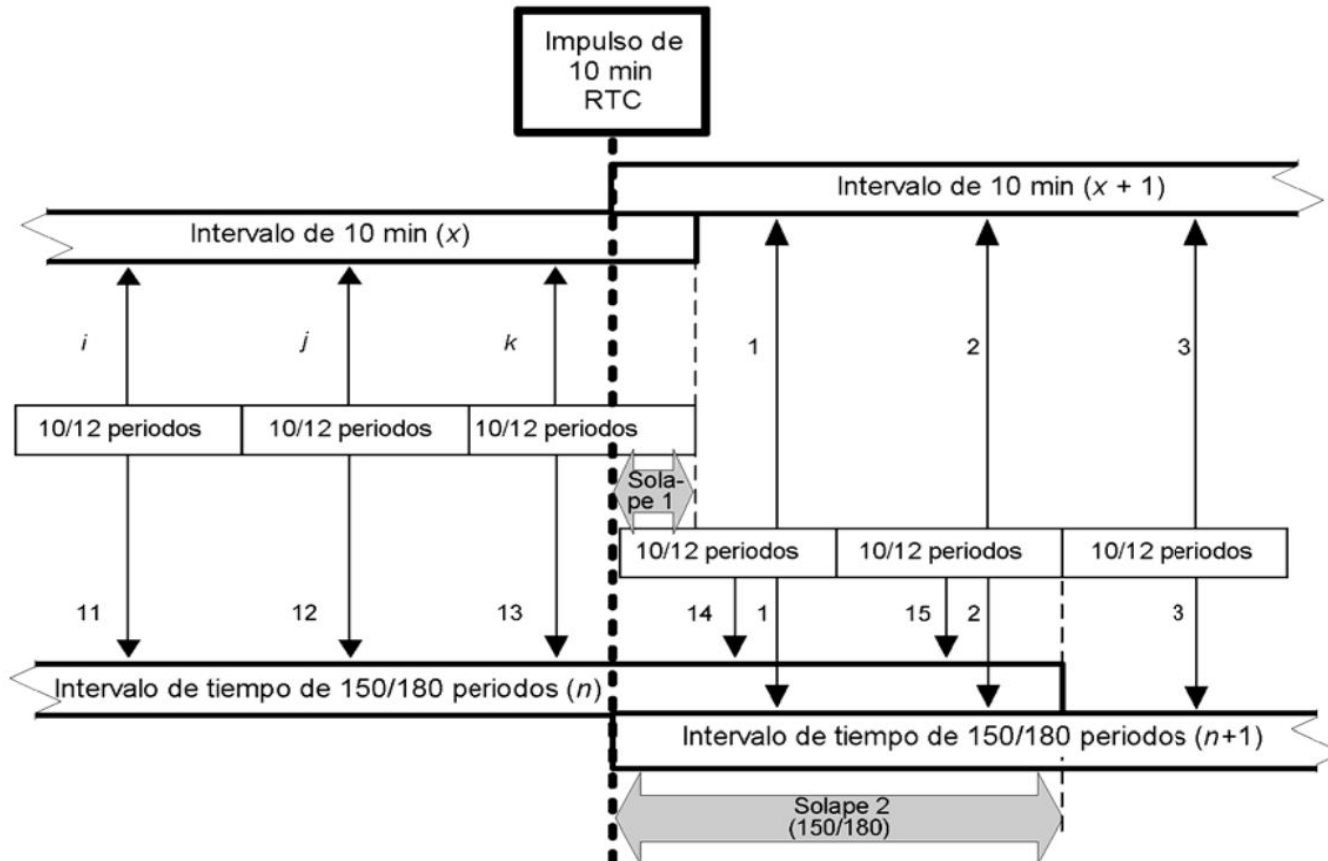 Impulso de
10 min
RTC
Intervalo de 10 min (x + 1)
Intervalo de 10 min (x)
i
j
k
1
2
3
10/12 periodos
10/12 periodos
10/12 periodos
Sola-
pe 1
10/12 periodos
10/12 periodos
10/12 periodos
11
12
13
14
1
15
2
3
Intervalo de tiempo de 150/180 periodos (n)
Intervalo de tiempo de 150/180 periodos (n+1)
Solape 2
(150/180)